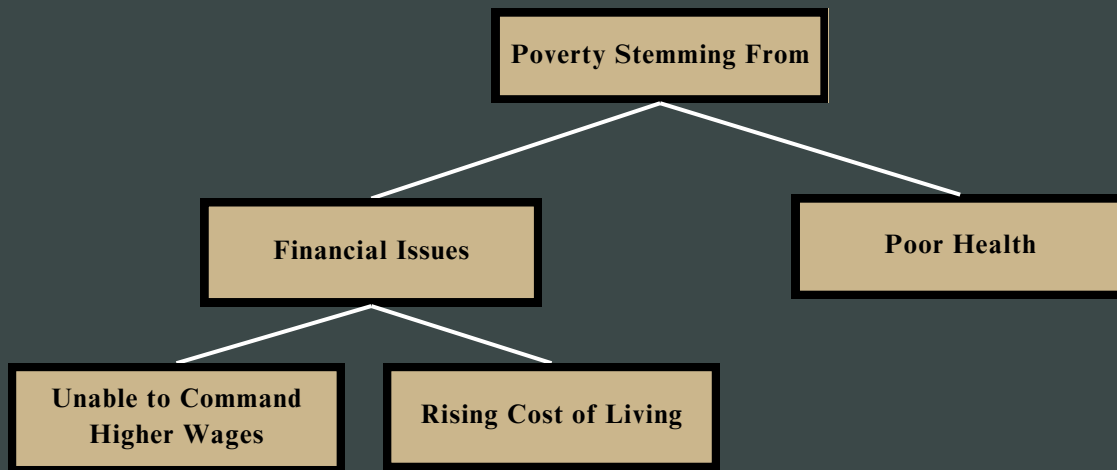 Poverty Stemming From
Financial Issues
Poor Health
Unable to Command
Higher Wages
Rising Cost of Living